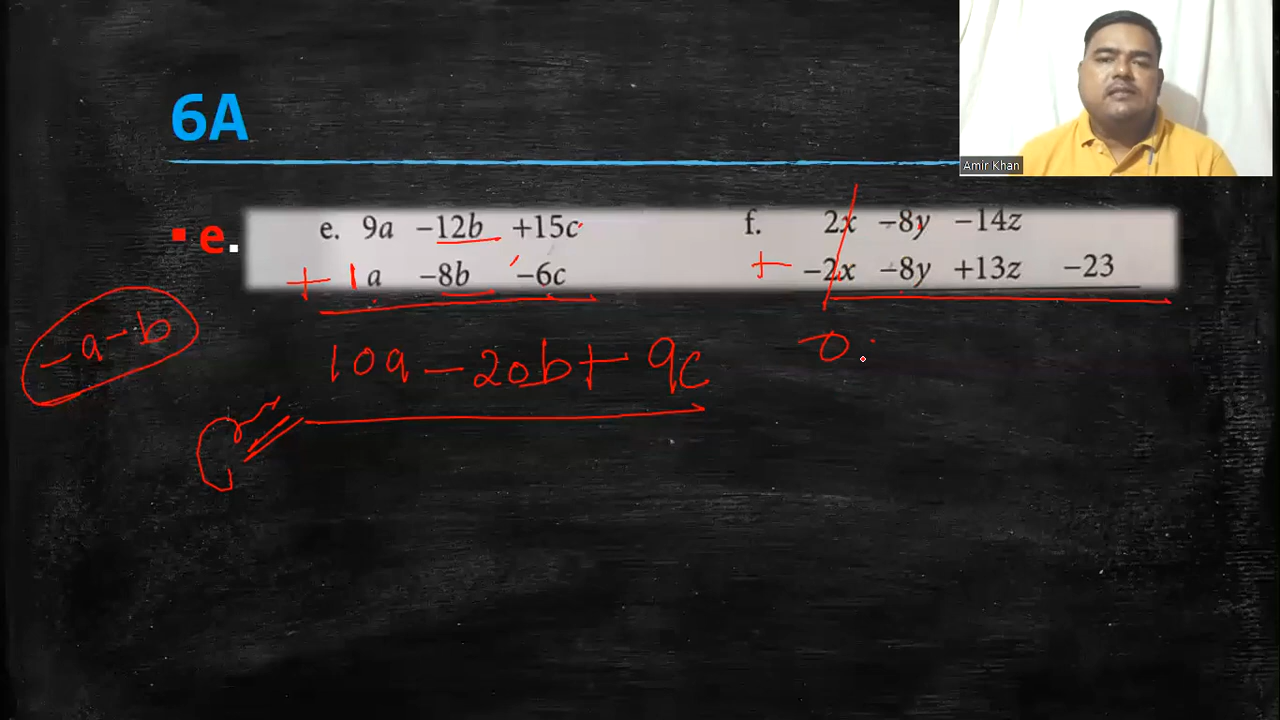 6A
Amir Khan
e.
e. 9a −12b +15c
+ 1a −8b −6c
10a − 20b + 9c
−a−b
f. 2x −8y −14z
+ −2x −8y +13z −23
0